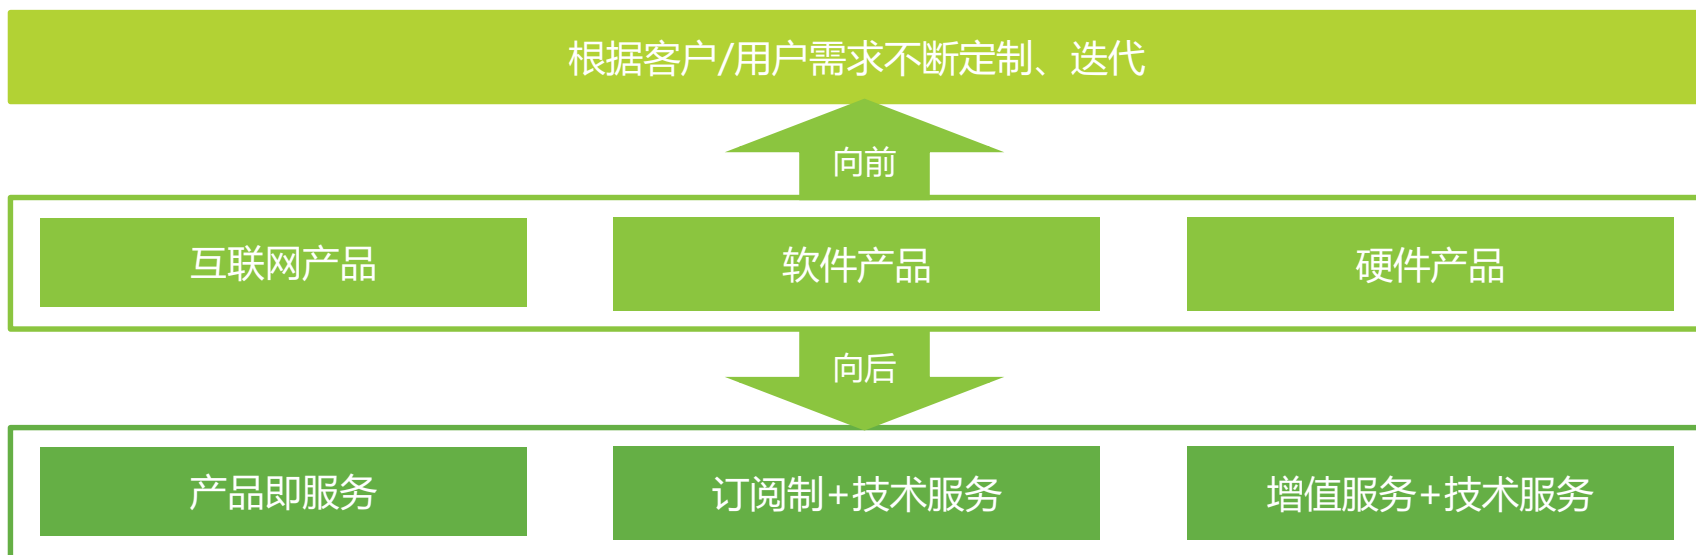 根据客户/用户需求不断定制、迭代
向前
互联网产品
软件产品
硬件产品
向后
产品即服务
订阅制+技术服务
增值服务+技术服务